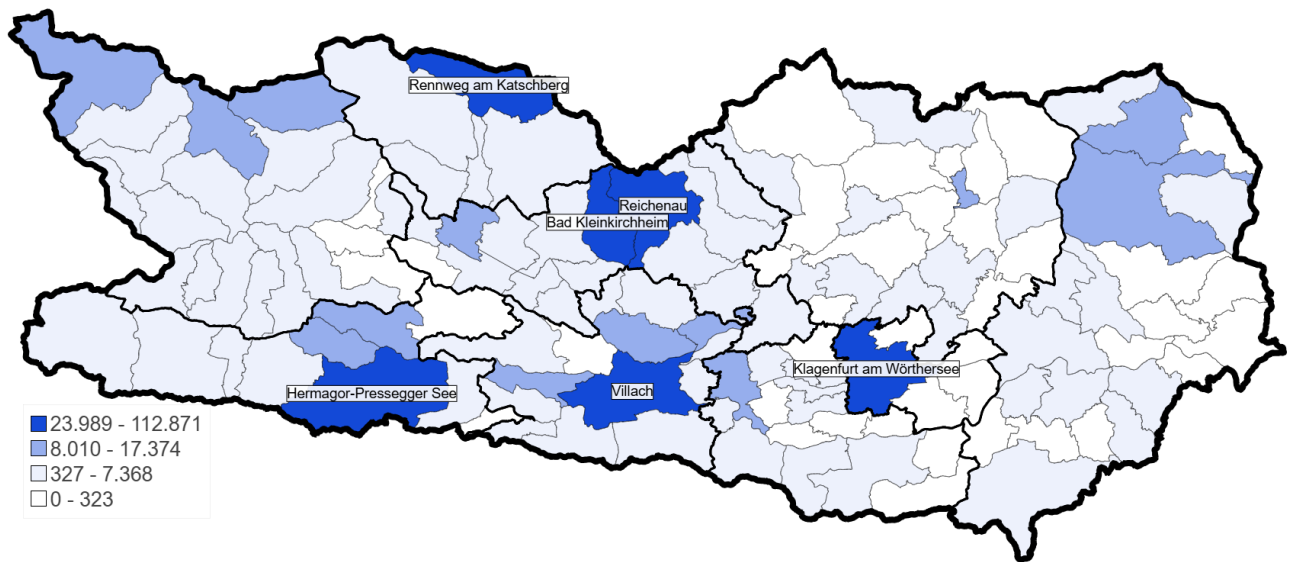 Rennweg am Katschberg
Reichenau
Bad Kleinkirchheim
Klagenfurt am Wörthersee
Hermagor-Pressegger See
Villach
23.989 - 112.871
8.010 - 17.374
327 - 7.368
0 - 323